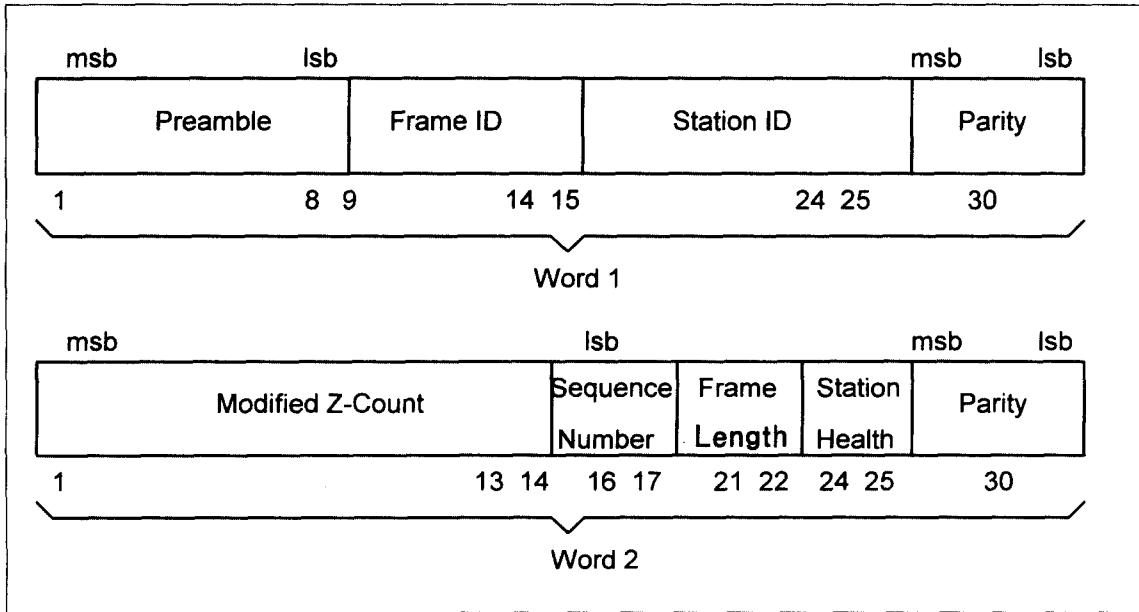 msb lsb msb lsb
Preamble Frame ID Station ID Parity
1 8 9 14 15 24 25 30
Word 1
msb lsb msb lsb
Modified Z-Count Sequence Number Frame Length Station Health Parity
1 13 14 16 17 21 22 24 25 30
Word 2